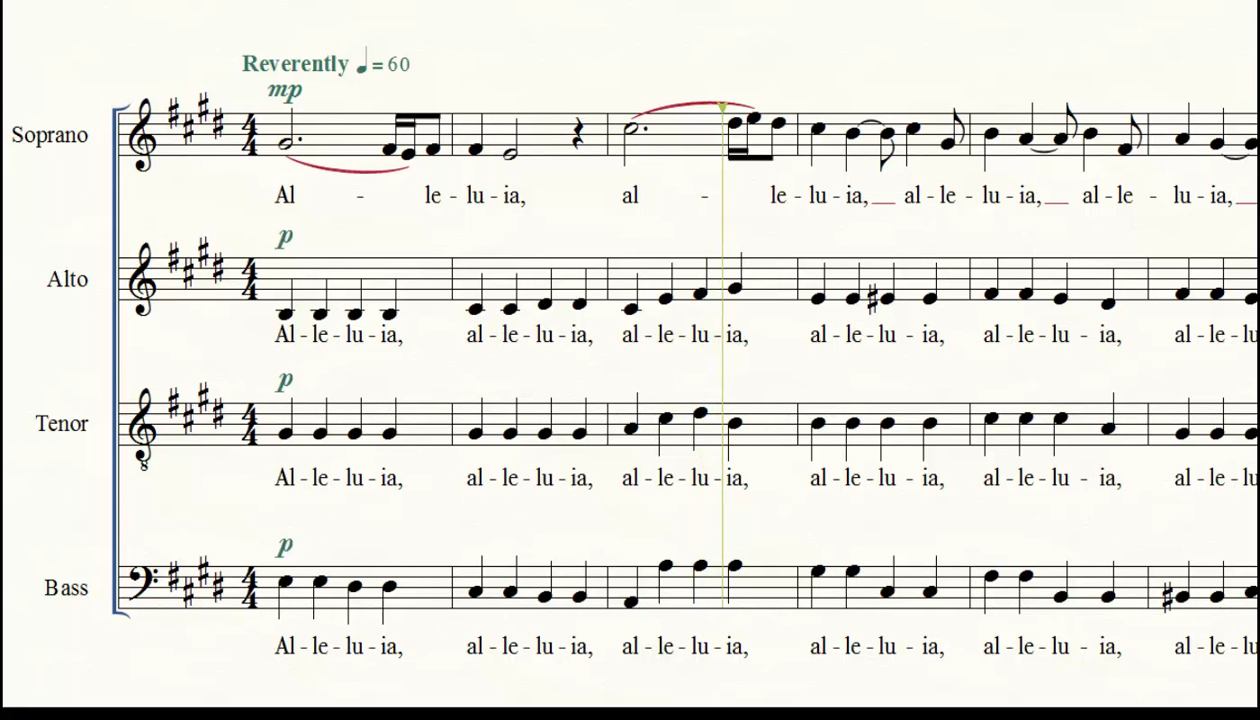 Reverently ♩ = 60
mp
Soprano
Al - le - lu - ia, al - le - lu - ia, al - le - lu - ia, al - le - lu - ia,
p
Alto
Al - le - lu - ia, al - le - lu - ia, al - le - lu - ia, al - le - lu - ia, al - le - lu - ia, al - le - lu
p
Tenor
Al - le - lu - ia, al - le - lu - ia, al - le - lu - ia, al - le - lu - ia, al - le - lu - ia, al - le - lu
p
Bass
Al - le - lu - ia, al - le - lu - ia, al - le - lu - ia, al - le - lu - ia, al - le - lu - ia, al - le - lu